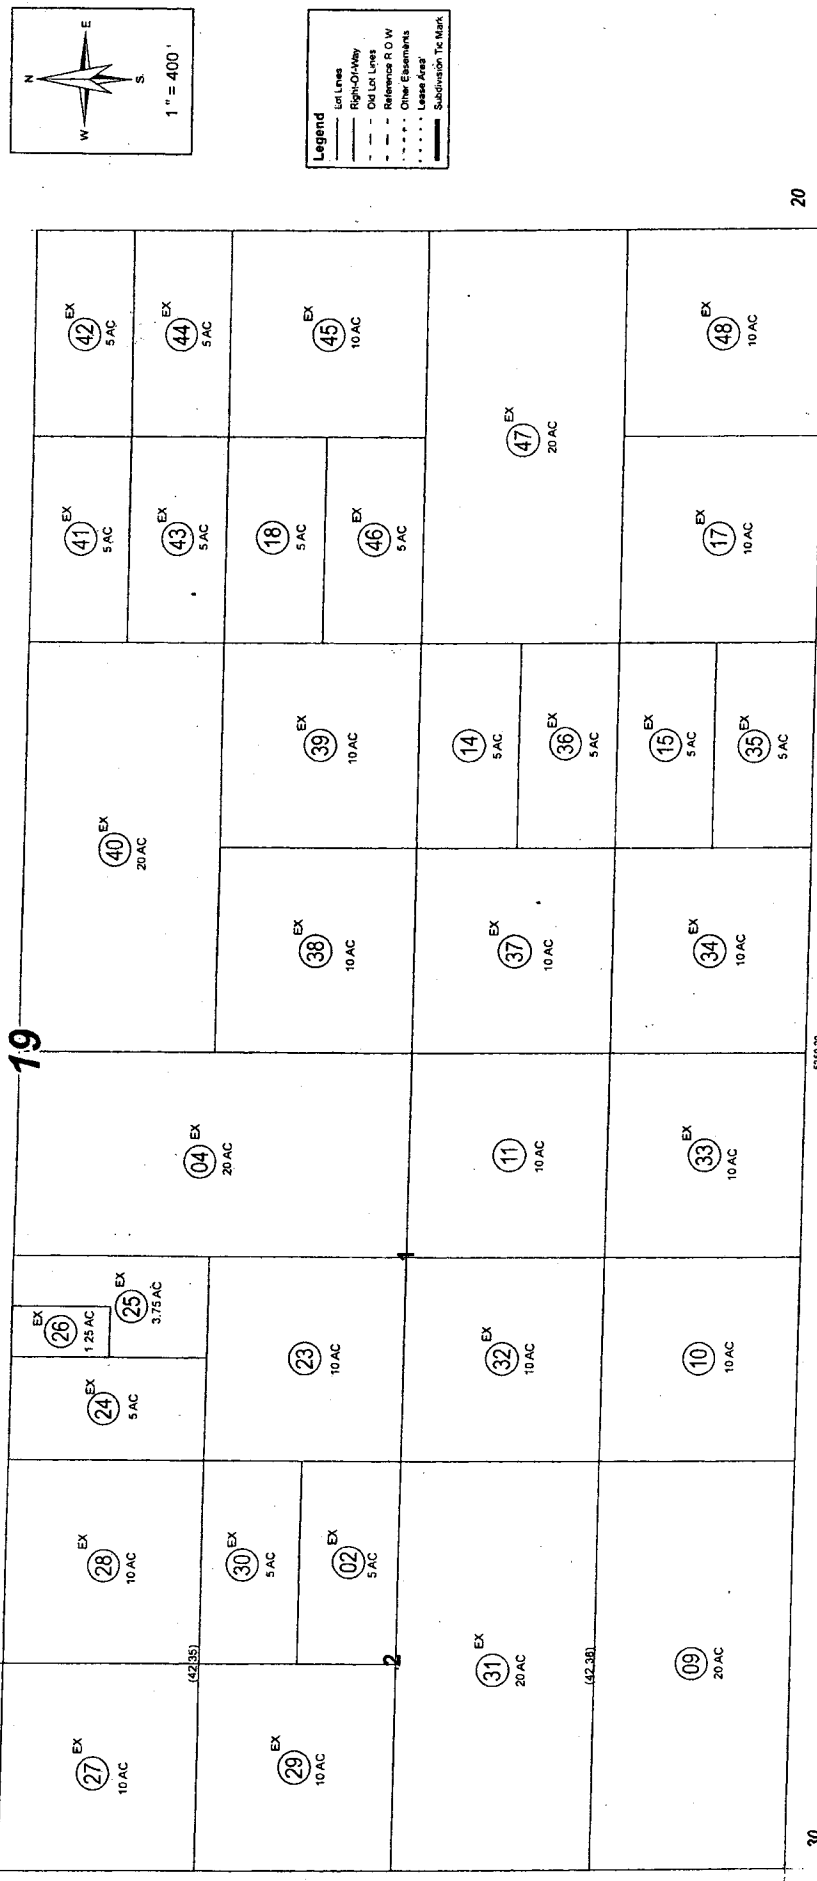 N
E
W
S.
1 " = 400 '
Legend
Lot Lines
Right-Of-Way
Old Lot Lines
Reference R O W
Other Easements
Lease Area
Subdivision Tic Mark
20
19
42 EX
5 AC
44 EX
5 AC
45 EX
10 AC
47 EX
20 AC
48 EX
10 AC
41 EX
5 AC
43 EX
5 AC
18
5 AC
46 EX
5 AC
17 EX
10 AC
40 EX
20 AC
39 EX
10 AC
14
5 AC
36 EX
5 AC
15 EX
5 AC
35 EX
5 AC
38 EX
10 AC
37 EX
10 AC
34 EX
10 AC
04 EX
20 AC
11
10 AC
33 EX
10 AC
26 EX
1 25 AC
25 EX
3.75 AC
24 EX
5 AC
23
10 AC
1
32 EX
10 AC
10
10 AC
28 EX
10 AC
30 EX
5 AC
02 EX
5 AC
(42 35)
2
31 EX
20 AC
(42 38)
09
20 AC
27 EX
10 AC
29 EX
10 AC
30